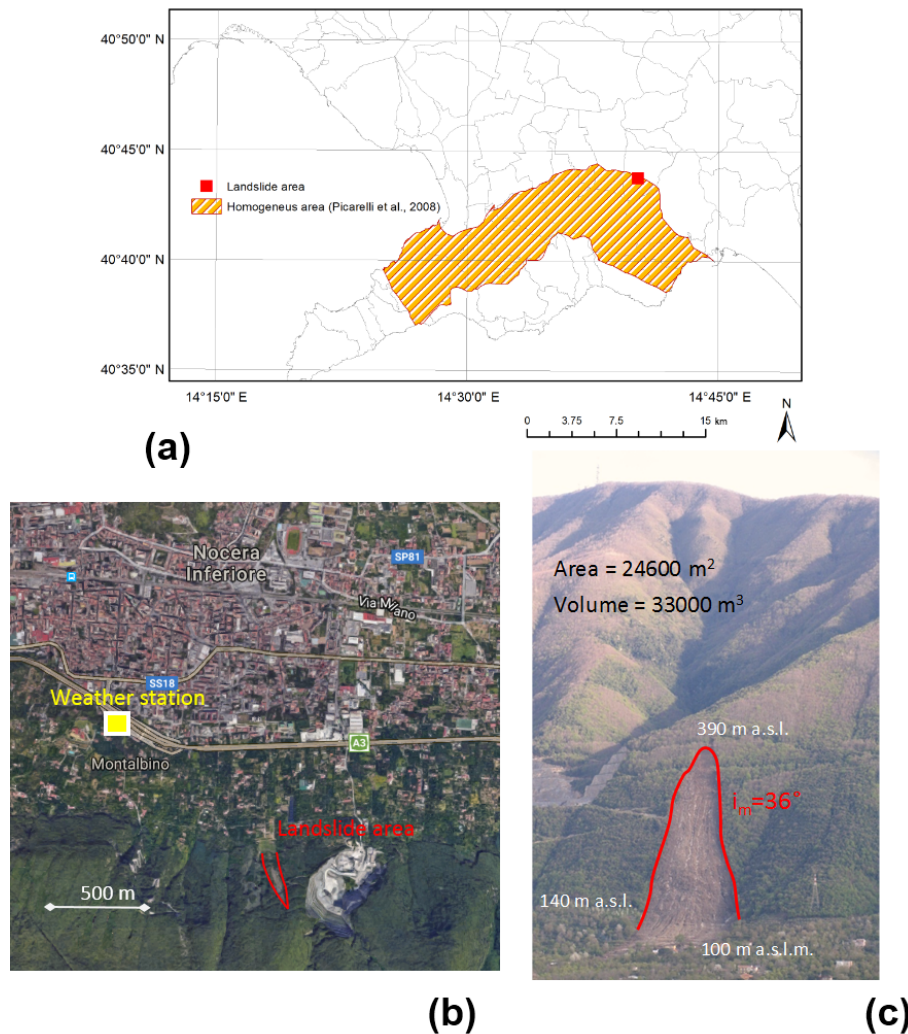 40°50'0" N
40°45'0" N
Landslide area
Homogeneus area (Picarelli et al., 2008)
40°40'0" N
40°35'0" N
14°15'0" E
14°30'0" E
14°45'0" E
0 3.75 7.5 15 km
N
(a)
Nocera
Inferiore
SP81
Via
SS18
Weather station
A3
Montalbino
Landslide area
500 m
(b)
Area = 24600 m²
Volume = 33000 m³
390 m a.s.l.
iₘ=36°
140 m a.s.l.
100 m a.s.l.m.
(c)